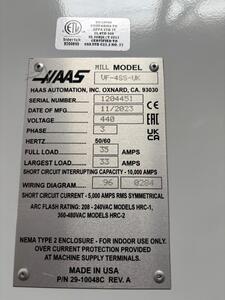 Intertek
HAAS
MILL MODEL
VF-4SS-UK
HAAS AUTOMATION, INC. OXNARD, CA. 93030
SERIAL NUMBER 1204451
DATE OF MFG. 11/2023
VOLTAGE 440
PHASE 3
HERTZ 50/60
FULL LOAD 35 AMPS
LARGEST LOAD 33 AMPS
SHORT CIRCUIT INTERRUPTING CAPACITY - 10,000 AMPS
WIRING DIAGRAM 96 0284
SHORT CIRCUIT CURRENT - 5,000 AMPS RMS SYMMETRICAL
ARC FLASH RATING: 208 - 240VAC MODELS HRC-1,
360-480VAC MODELS HRC-2
NEMA TYPE 2 ENCLOSURE - FOR INDOOR USE ONLY.
OVER CURRENT PROTECTION PROVIDED AT
MACHINE SUPPLY TERMINALS.
MADE IN USA
P/N 29-10048C REV. A